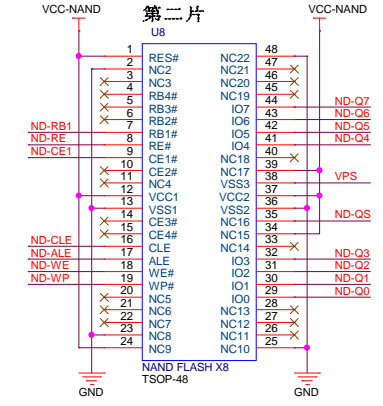 VCC-NAND 第二片 VCC-NAND
U8
1 RES# NC22 48
2 NC2 NC21 47
3 NC3 NC20 46
4 RB4# NC19 45
5 RB3# IO7 44 ND-Q7
6 RB2# IO6 43 ND-Q6
ND-RB1 7 RB1# IO5 42 ND-Q5
ND-RE 8 RE# IO4 41 ND-Q4
ND-CE1 9 CE1# NC18 40
10 CE2# NC17 39
11 NC4 VSS3 38 VPS
12 VCC1 VCC2 37
13 VSS1 VSS2 36
14 CE3# NC16 35 ND-QS
15 CE4# NC15 34
ND-CLE 16 CLE NC14 33
ND-ALE 17 ALE IO3 32 ND-Q3
ND-WE 18 WE# IO2 31 ND-Q2
ND-WP 19 WP# IO1 30 ND-Q1
20 NC5 IO0 29 ND-Q0
21 NC6 NC13 28
22 NC7 NC12 27
23 NC8 NC11 26
24 NC9 NC10 25
NAND FLASH X8
TSOP-48
GND GND